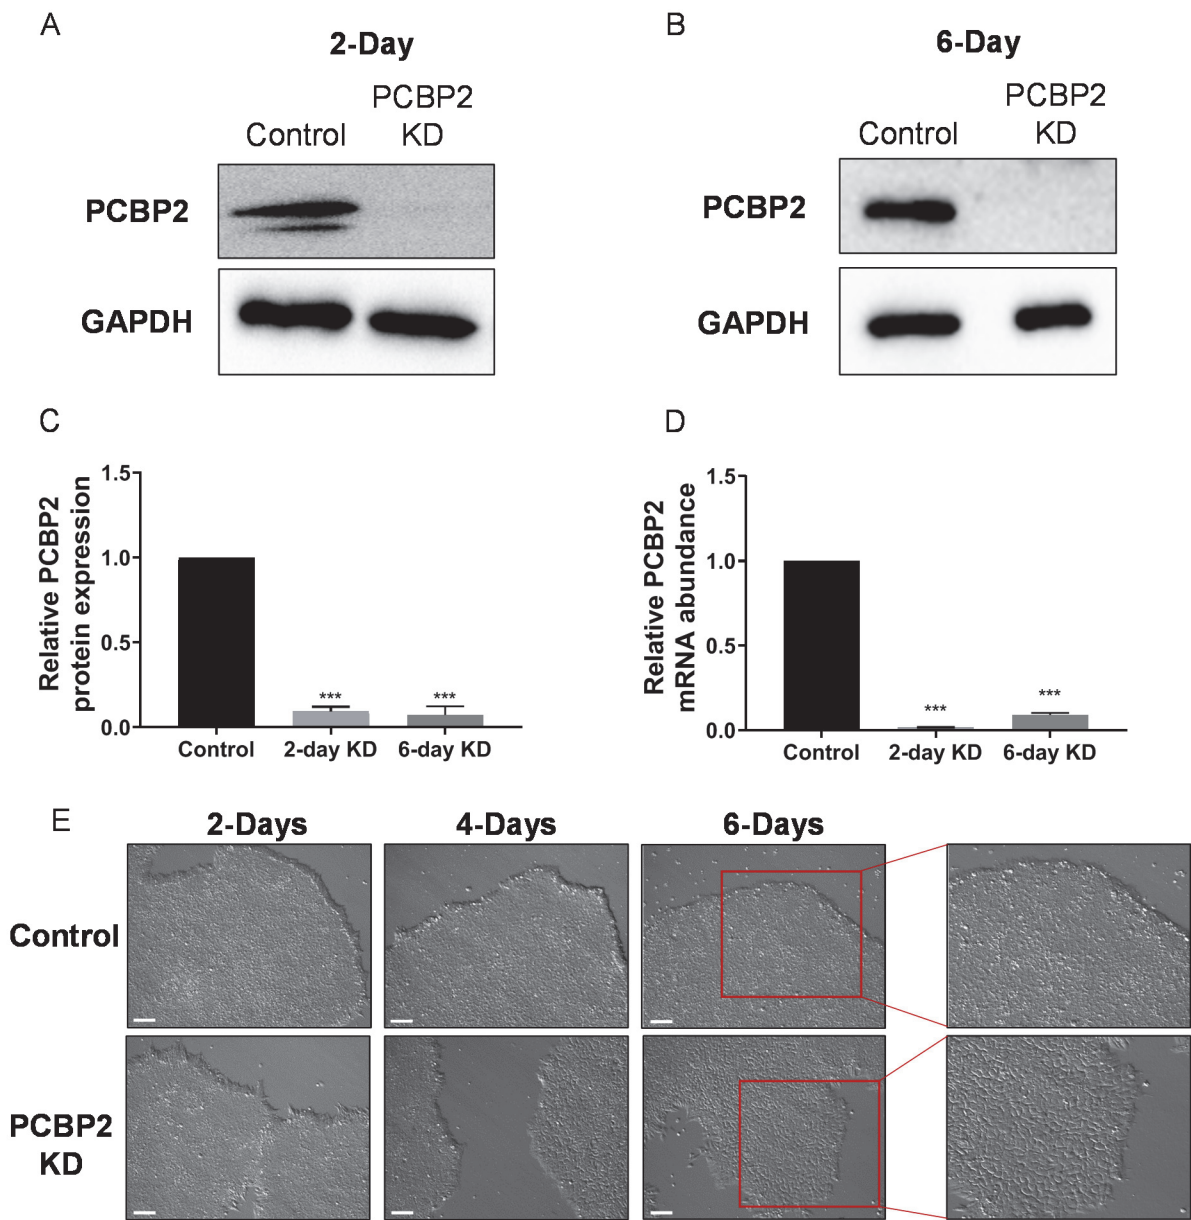 A
2-Day
Control
PCBP2
KD
PCBP2
GAPDH
B
6-Day
Control
PCBP2
KD
PCBP2
GAPDH
C
Relative PCBP2
protein expression
1.5
1.0
0.5
0.0
***
***
Control
2-day KD
6-day KD
D
Relative PCBP2
mRNA abundance
1.5
1.0
0.5
0.0
***
***
Control
2-day KD
6-day KD
E
2-Days
4-Days
6-Days
Control
PCBP2
KD